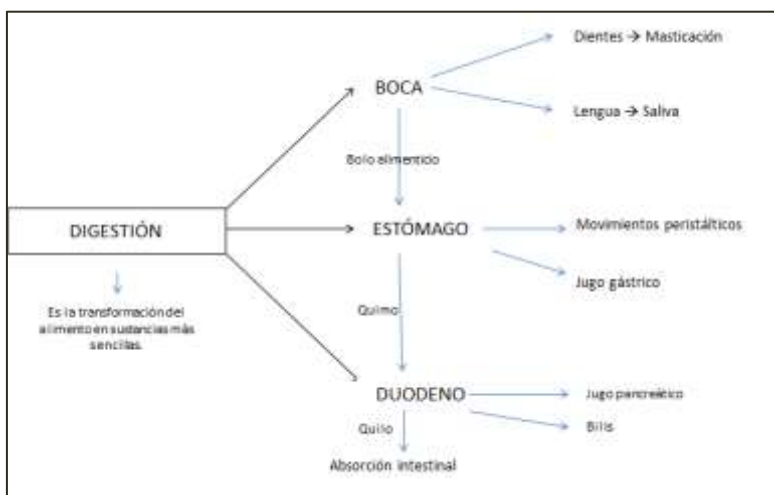 Dientes → Masticación
BOCA
Lengua → Saliva
Bolo alimenticio
DIGESTIÓN
ESTÓMAGO
Movimientos peristálticos
Jugo gástrico
Es la transformación del
alimento en sustancias más
sencillas.
Quimo
DUODENO
Jugo pancreático
Bilis
Quilo
Absorción intestinal